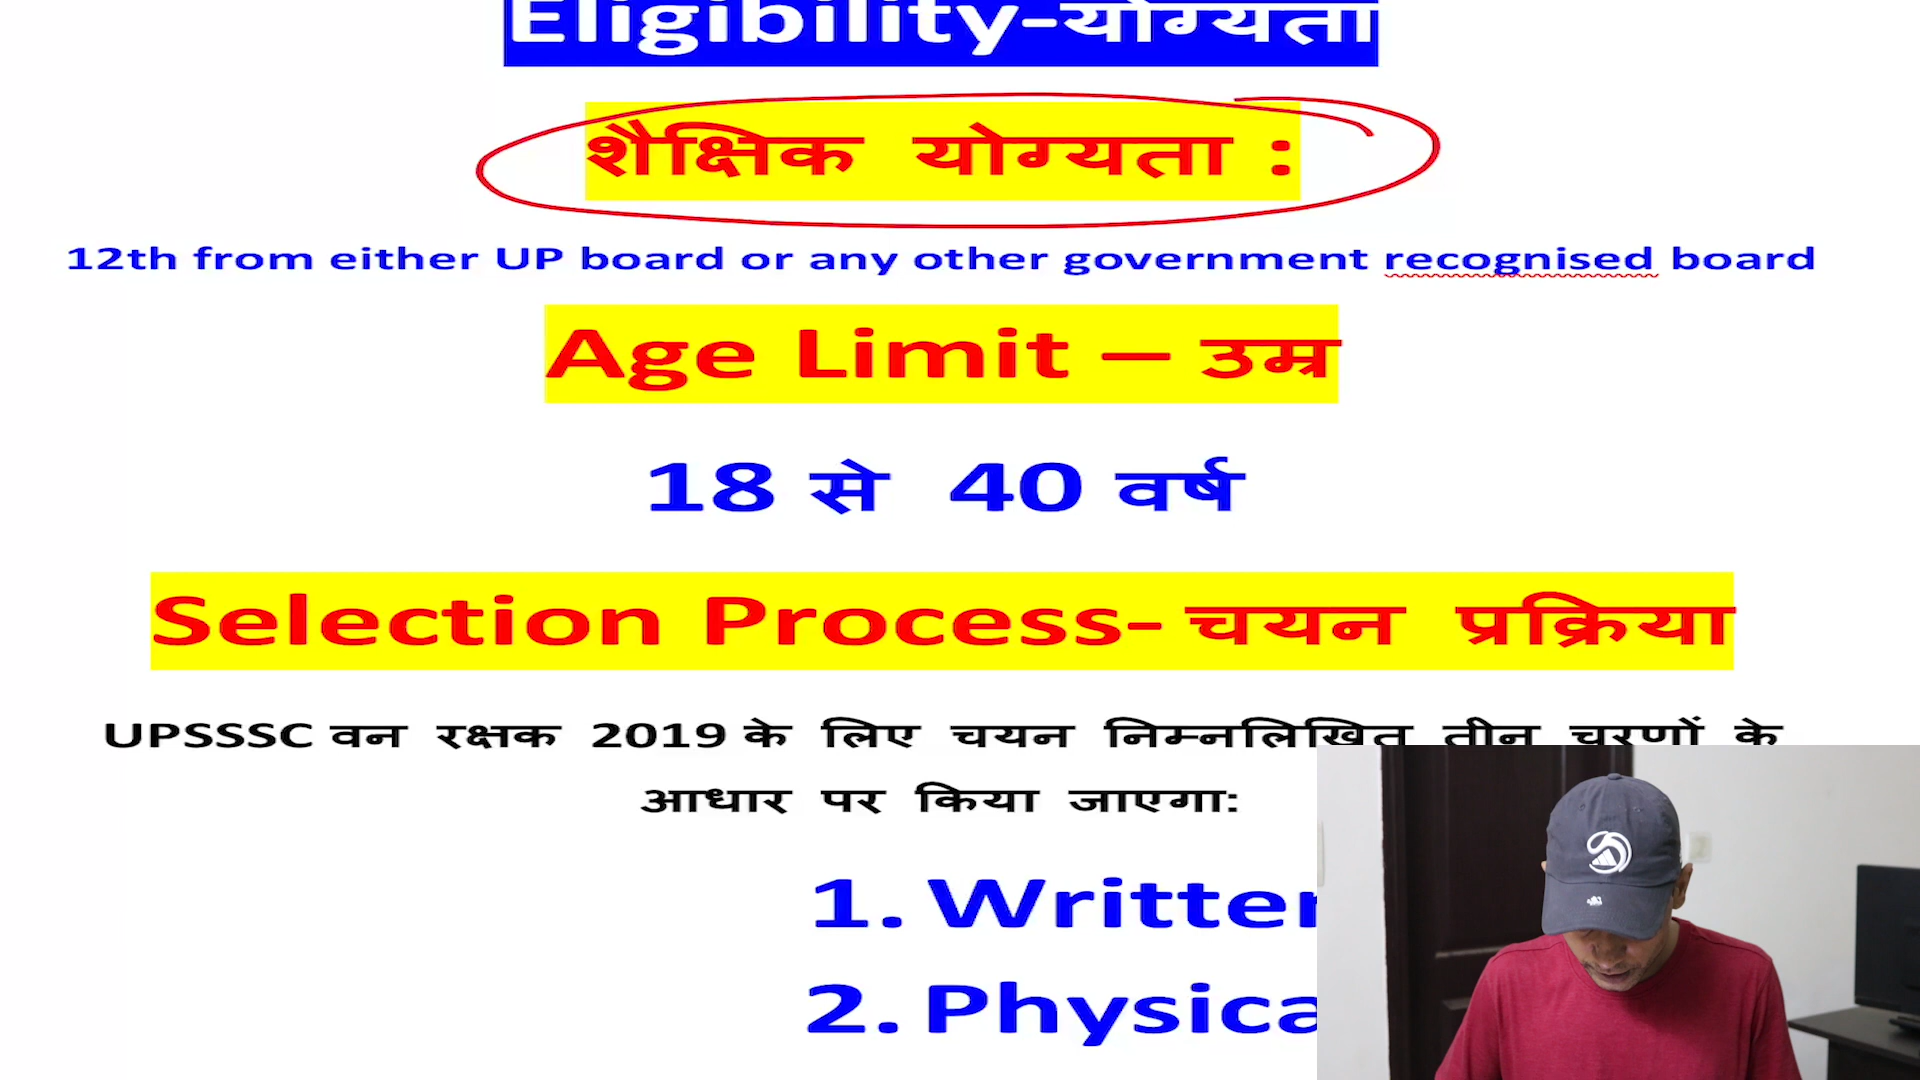 Eligibility-योग्यता
शैक्षिक योग्यता :
12th from either UP board or any other government recognised board
Age Limit – उम्र
18 से 40 वर्ष
Selection Process- चयन प्रक्रिया
UPSSSC वन रक्षक 2019 के लिए चयन निम्नलिखित तीन चरणों के
आधार पर किया जाएगा:
1. Written
2. Physica